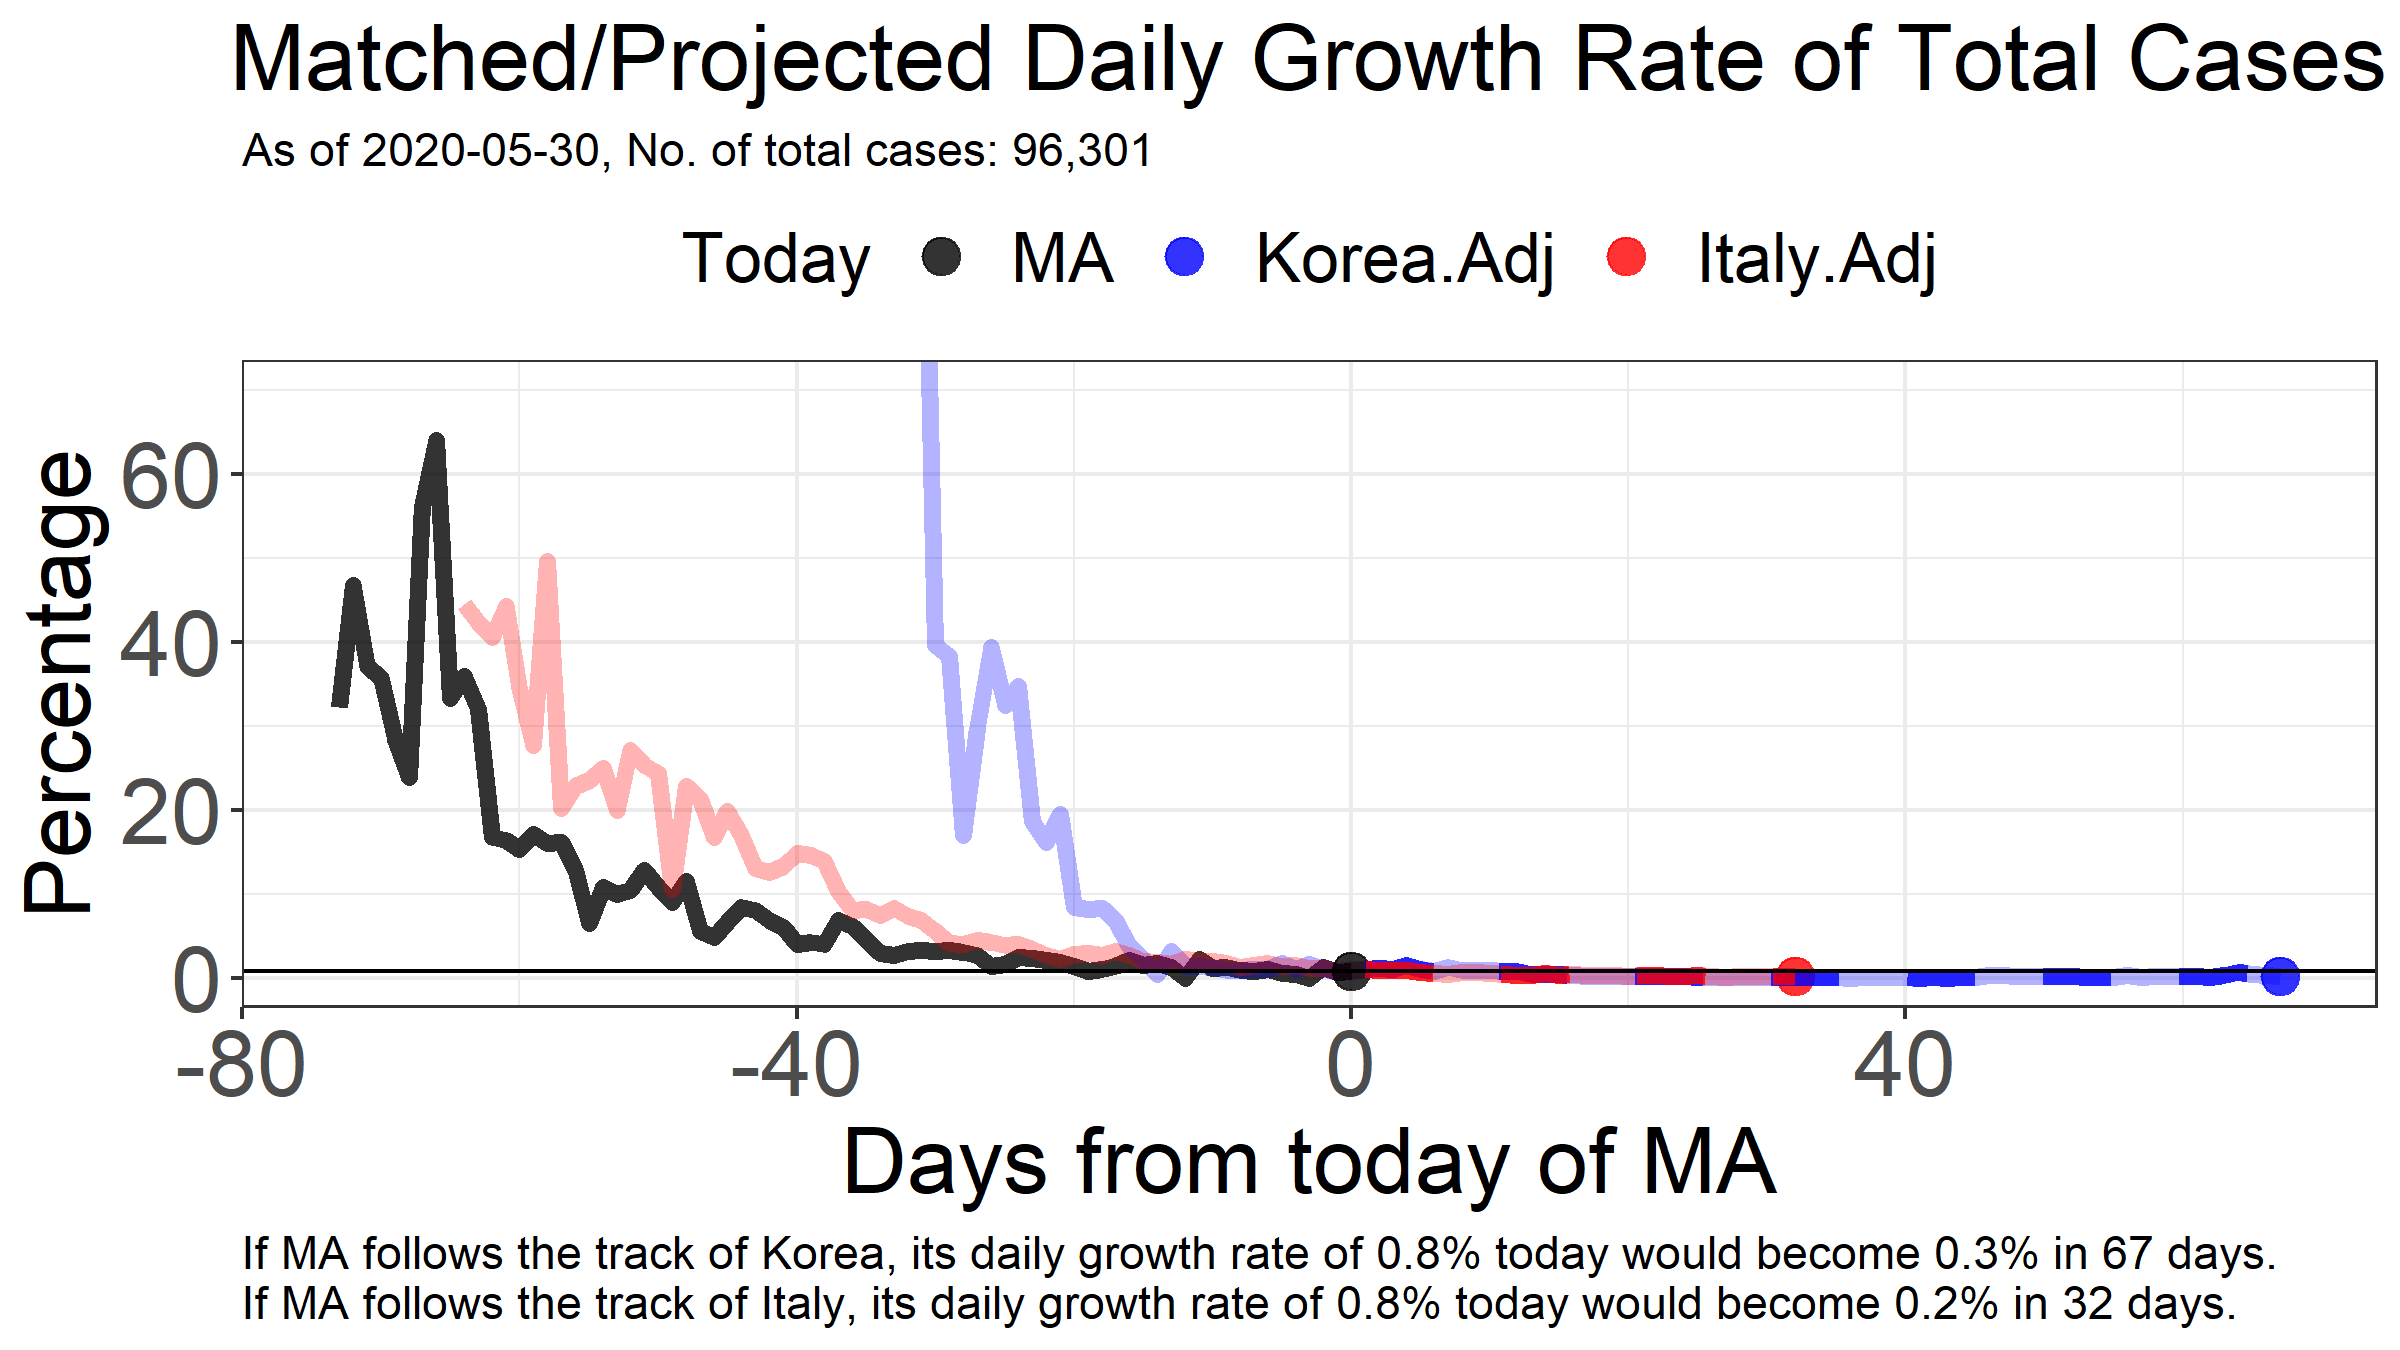 Matched/Projected Daily Growth Rate of Total Cases
As of 2020-05-30, No. of total cases: 96,301
Today MA Korea.Adj Italy.Adj
Percentage
60
40
20
0
-80 -40 0 40
Days from today of MA
If MA follows the track of Korea, its daily growth rate of 0.8% today would become 0.3% in 67 days.
If MA follows the track of Italy, its daily growth rate of 0.8% today would become 0.2% in 32 days.